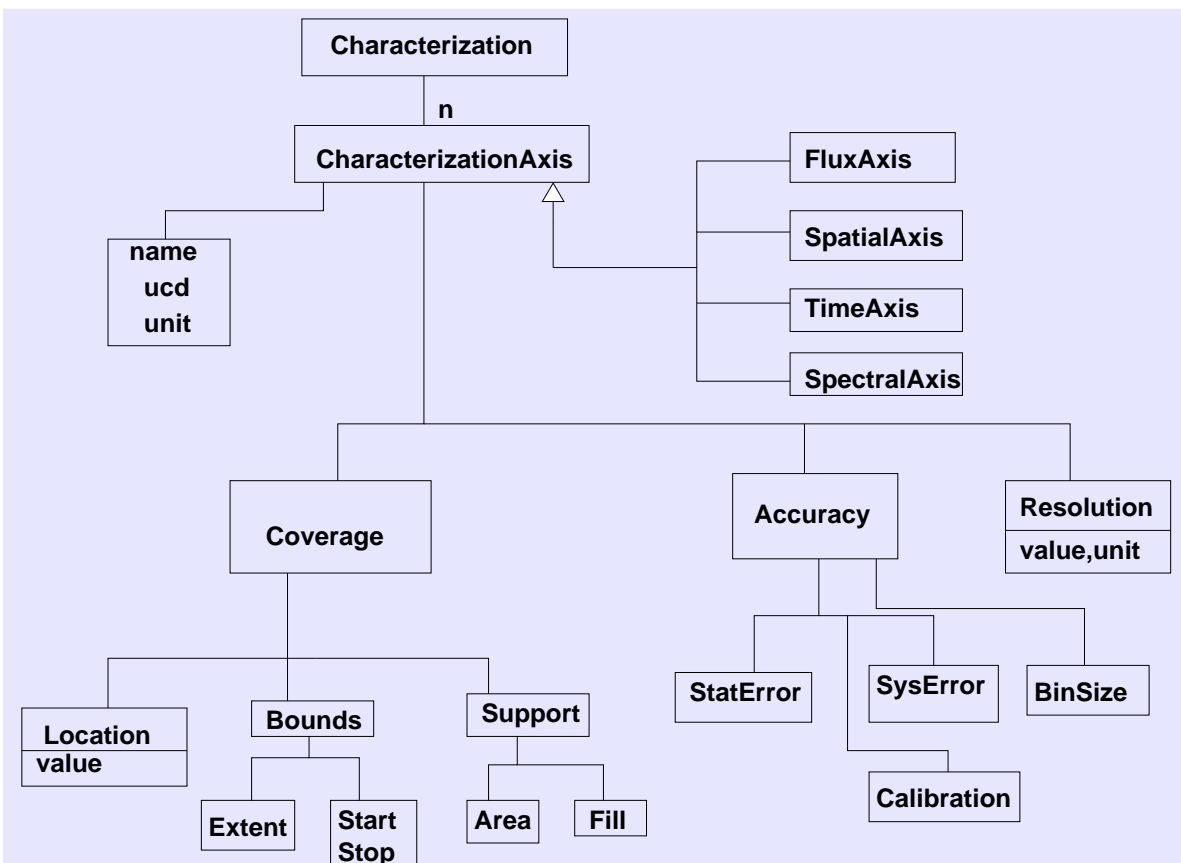 Characterization
n
CharacterizationAxis
FluxAxis
SpatialAxis
TimeAxis
SpectralAxis
name
ucd
unit
Coverage
Accuracy
Resolution
value,unit
StatError
SysError
BinSize
Location
value
Bounds
Support
Calibration
Extent
Start
Stop
Area
Fill